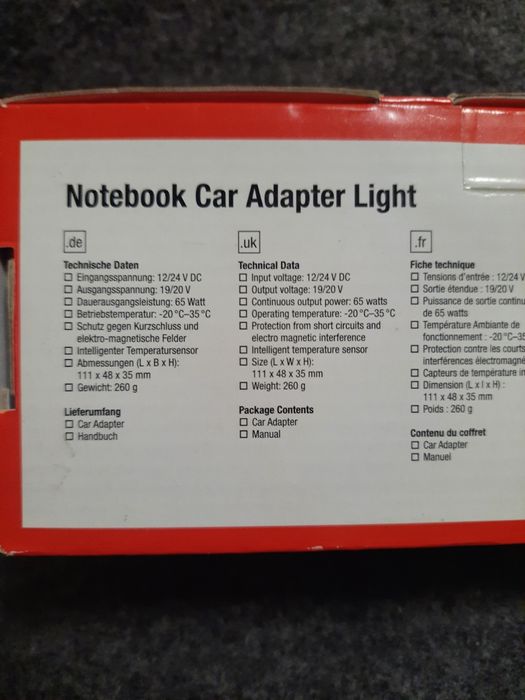 Notebook Car Adapter Light
.de
Technische Daten
☐ Eingangsspannung: 12/24 V DC
☐ Ausgangsspannung: 19/20 V
☐ Dauerausgangsleistung: 65 Watt
☐ Betriebstemperatur: -20 °C–35 °C
☐ Schutz gegen Kurzschluss und
elektro-magnetische Felder
☐ Intelligenter Temperatursensor
☐ Abmessungen (L x B x H):
111 x 48 x 35 mm
☐ Gewicht: 260 g
Lieferumfang
☐ Car Adapter
☐ Handbuch
.uk
Technical Data
☐ Input voltage: 12/24 V DC
☐ Output voltage: 19/20 V
☐ Continuous output power: 65 watts
☐ Operating temperature: -20 °C–35 °C
☐ Protection from short circuits and
electro magnetic interference
☐ Intelligent temperature sensor
☐ Size (L x W x H):
111 x 48 x 35 mm
☐ Weight: 260 g
Package Contents
☐ Car Adapter
☐ Manual
.fr
Fiche technique
☐ Tensions d'entrée : 12/24 V
☐ Sortie étendue : 19/20 V
☐ Puissance de sortie
de 65 watts
☐ Température Ambiante de
fonctionnement : -20 °C–35
☐ Protection contre les courts
interférences
☐ Capteurs de température
☐ Dimension (L x l x H) :
111 x 48 x 35 mm
☐ Poids : 260 g
Contenu du coffret
☐ Car Adapter
☐ Manuel